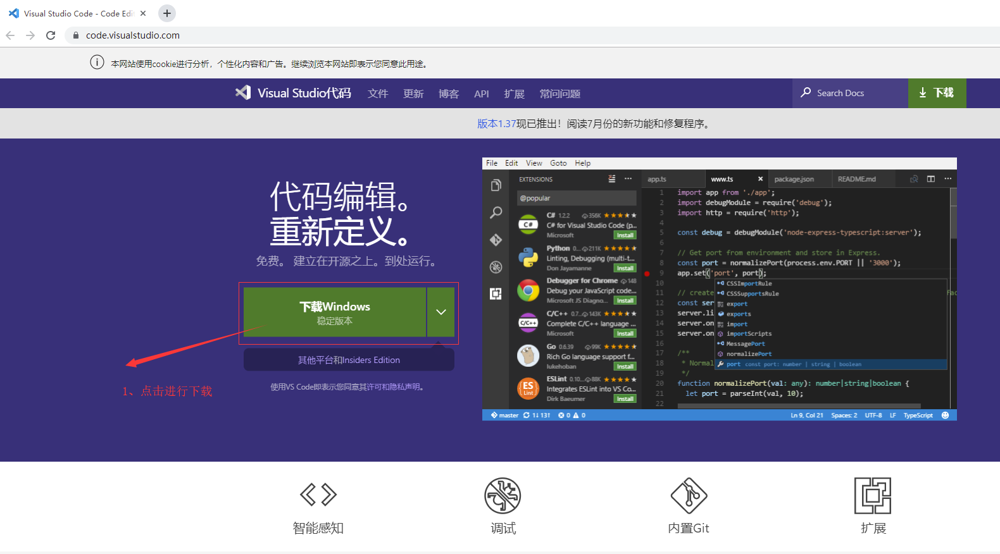 Visual Studio Code - Code Edi
code.visualstudio.com
本网站使用cookie进行分析，个性化内容和广告。继续浏览本网站即表示您同意此用途。
Visual Studio代码 文件 更新 博客 API 扩展 常问问题 Search Docs 下载
版本1.37现已推出！阅读7月份的新功能和修复程序。
代码编辑。
重新定义。
免费。 建立在开源之上。到处运行。
下载Windows
稳定版本
其他平台和Insiders Edition
使用VS Code即表示您同意其许可和隐私声明。
1、点击进行下载
File Edit View Goto Help
EXTENSIONS
@popular
C# 1.2.2 356K
C# for Visual Studio Code (p...
Microsoft Install
Python 0... 211K
Linting, Debugging (multi-t...
Don Jayamanne Install
Debugger for Chrome 148
Debug your JavaScript code...
Microsoft JS Diagno... Install
C/C++ 0.7... 143K
Complete C/C++ language ...
Microsoft Install
Go 0.6.39 99K
Rich Go language support f...
lukehoban Install
ESLint 0.10... 88K
Integrates ESLint into VS Co...
Dirk Baeumer Install
app.ts www.ts package.json README.md
1 import app from './app';
2 import debugModule = require('debug');
3 import http = require('http');
4
5 const debug = debugModule('node-express-typescript:server');
6
7 // Get port from environment and store in Express.
8 const port = normalizePort(process.env.PORT || '3000');
9 app.set('port', port);
10
11 // create
12 const ser
13 server.li
14 server.on
15 server.on
16
17 /**
18 * Normal
19 */
20 function normalizePort(val: any): number|string|boolean {
21 let port = parseInt(val, 10);
22
CSSImportRule
CSSSupportsRule
export
exports
import
importScripts
MessagePort
normalizePort
port const port: number | string | boolean
master 1↓ 13↑ 0 0 Ln 9, Col 21 Spaces: 2 UTF-8 LF TypeScript
智能感知 调试 内置Git 扩展